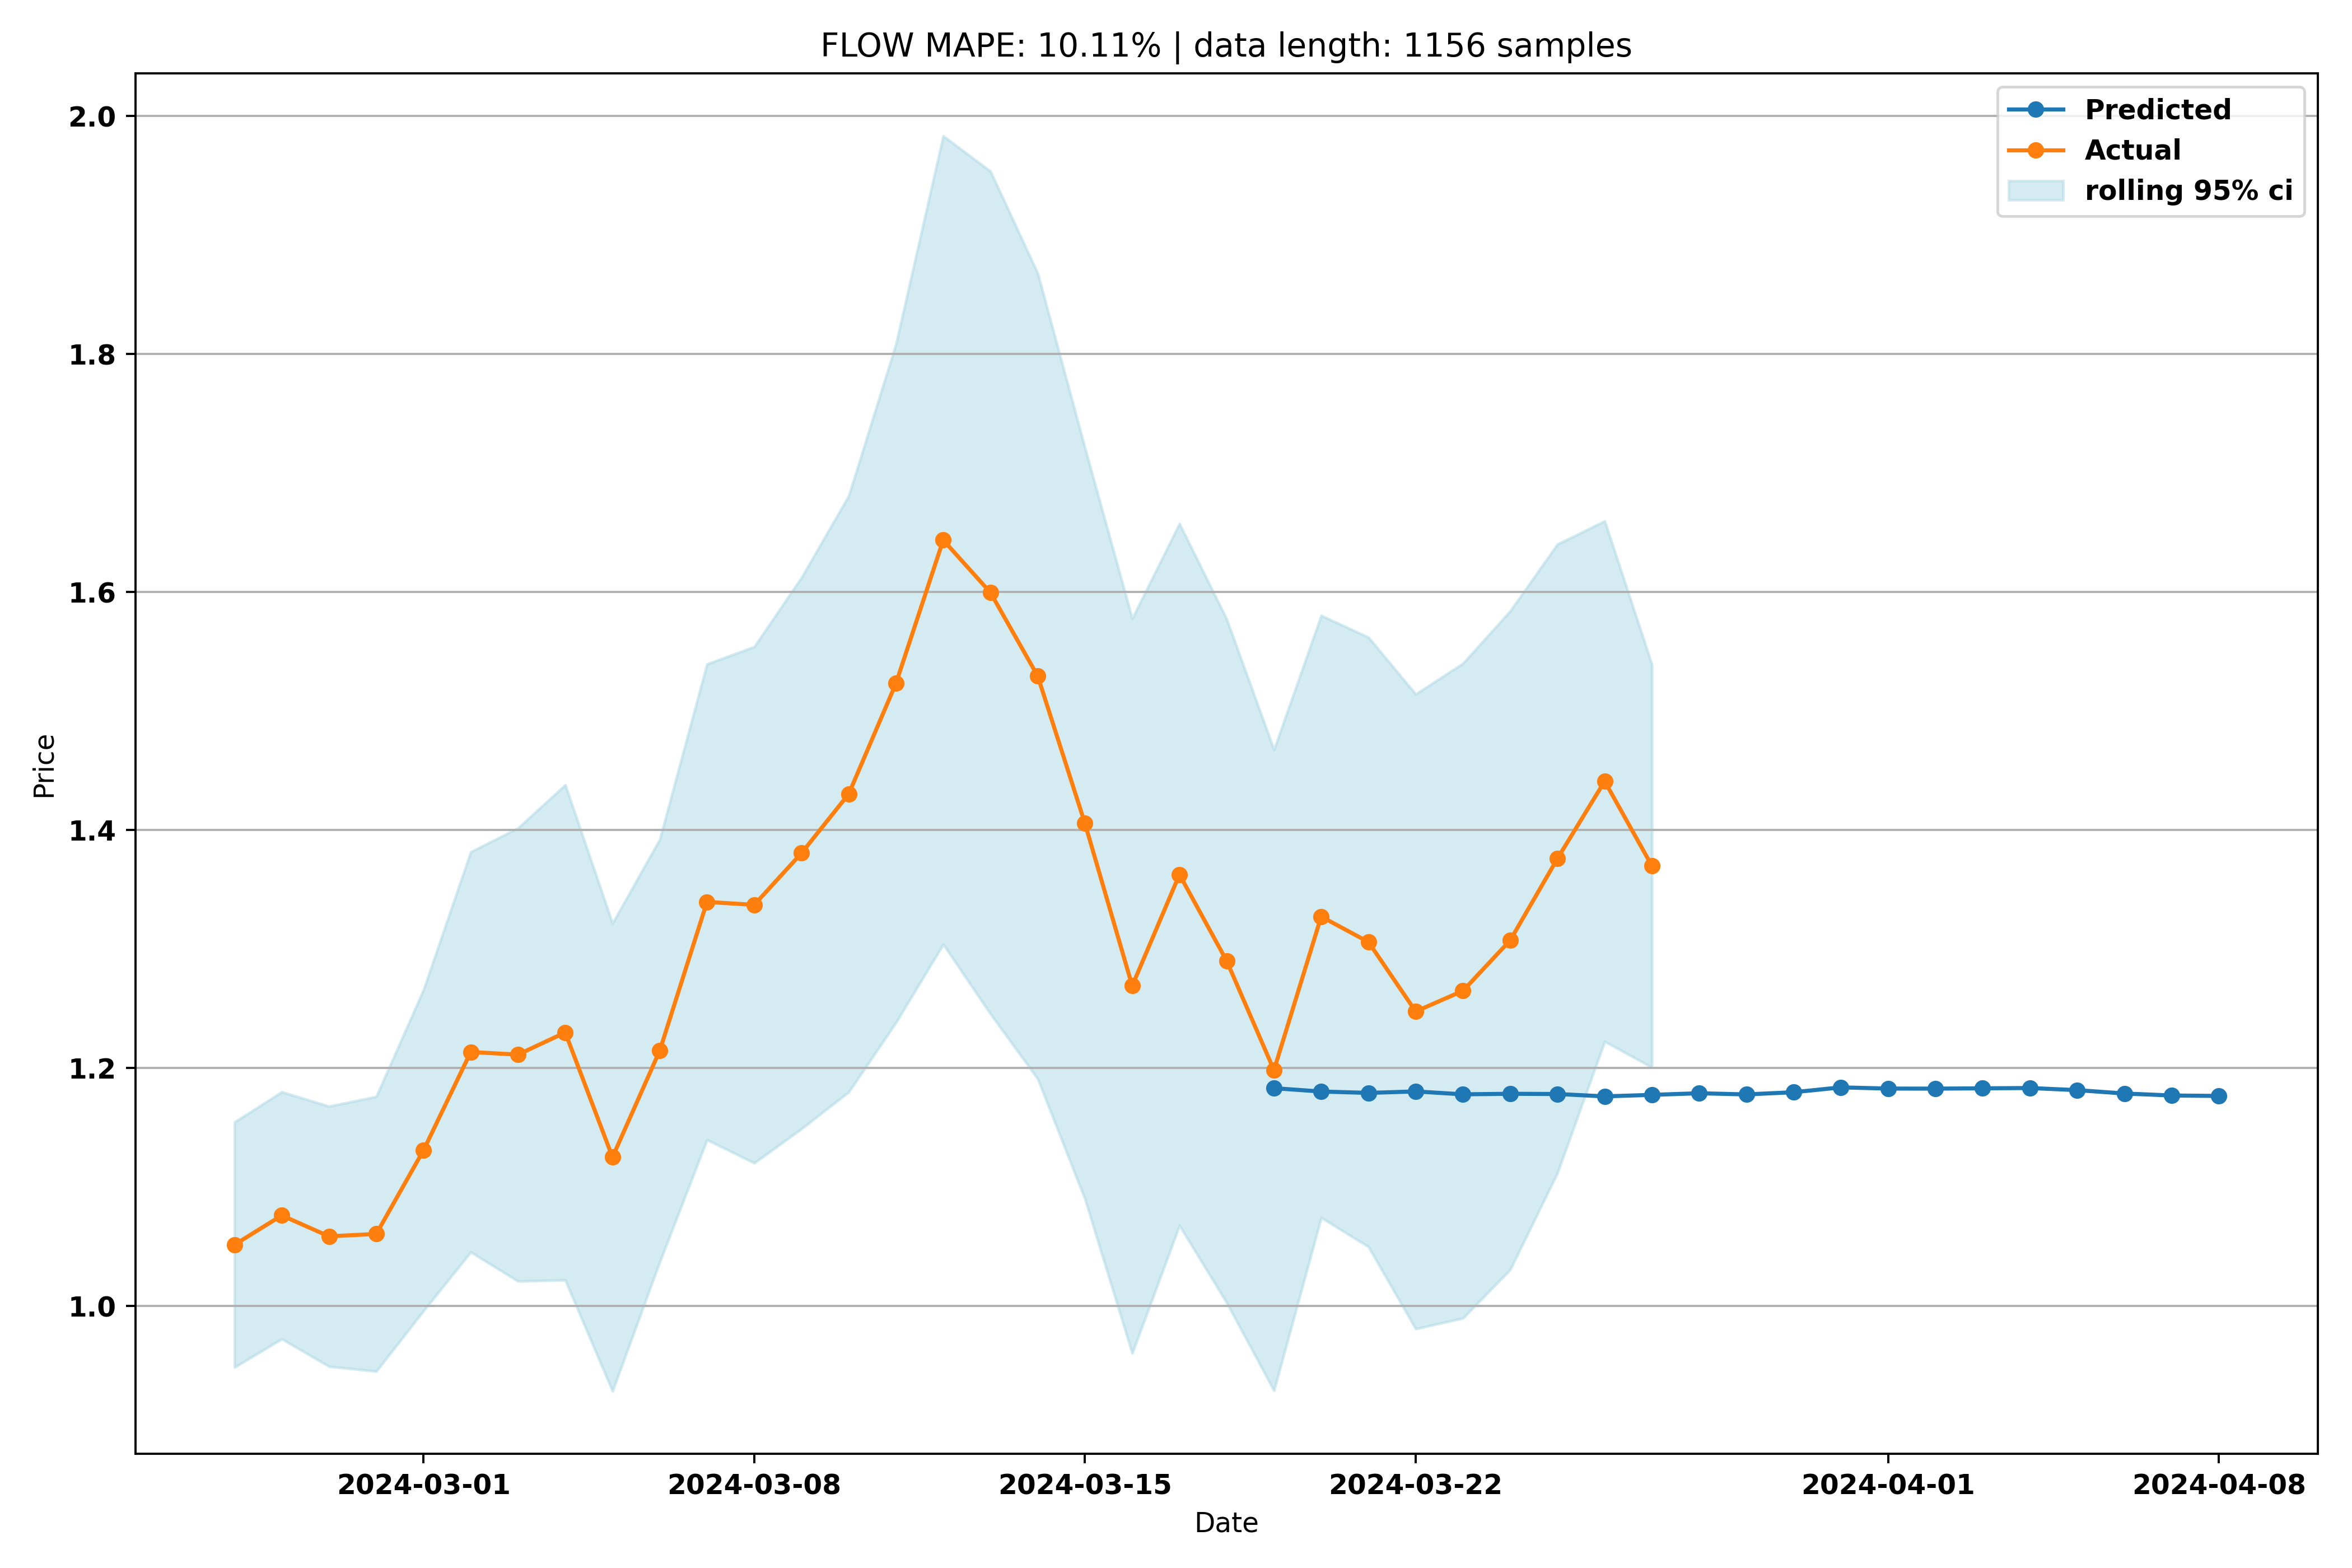 FLOW MAPE: 10.11% | data length: 1156 samples
Predicted
Actual
rolling 95% ci
2.0
1.8
1.6
1.4
1.2
1.0
Price
2024-03-01
2024-03-08
2024-03-15
2024-03-22
2024-04-01
2024-04-08
Date